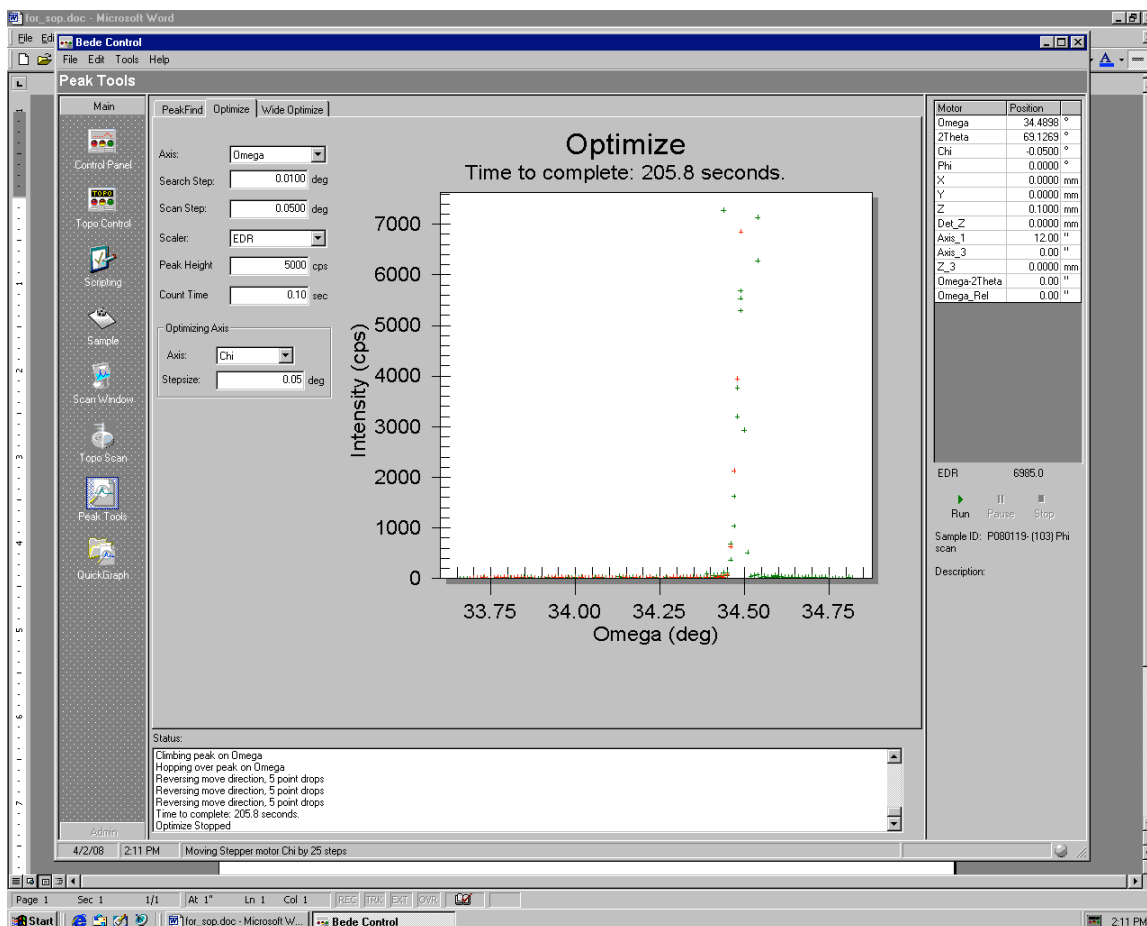 for_sop.doc - Microsoft Word
File Edi
Bede Control
File Edit Tools Help
Peak Tools
Main
Control Panel
TOPO
Topo Control
Scripting
Sample
Scan Window
Topo Scan
Peak Tools
QuickGraph
Admin
PeakFind Optimize Wide Optimize
Axis: Omega
Search Step: 0.0100 deg
Scan Step: 0.0500 deg
Scaler: EDR
Peak Height 5000 cps
Count Time 0.10 sec
Optimizing Axis
Axis: Chi
Stepsize: 0.05 deg
Optimize
Time to complete: 205.8 seconds.
Intensity (cps)
7000
6000
5000
4000
3000
2000
1000
0
33.75 34.00 34.25 34.50 34.75
Omega (deg)
Motor Position
Omega 34.4898 °
2Theta 69.1269 °
Chi -0.0500 °
Phi 0.0000 °
X 0.0000 mm
Y 0.0000 mm
Z 0.1000 mm
Det_Z 0.0000 mm
Axis_1 12.00 "
Axis_3 0.00 "
Z_3 0.0000 mm
Omega-2Theta 0.00 "
Omega_Rel 0.00 "
EDR 6985.0
Run Pause Stop
Sample ID: P080119- (103) Phi
scan
Description:
Status:
Climbing peak on Omega
Hopping over peak on Omega
Reversing move direction, 5 point drops
Reversing move direction, 5 point drops
Reversing move direction, 5 point drops
Time to complete: 205.8 seconds.
Optimize Stopped
4/2/08 2:11 PM Moving Stepper motor Chi by 25 steps
Page 1 Sec 1 1/1 At 1" Ln 1 Col 1 REC TRK EXT OVR
Start for_sop.doc - Microsoft W... Bede Control 2:11 PM